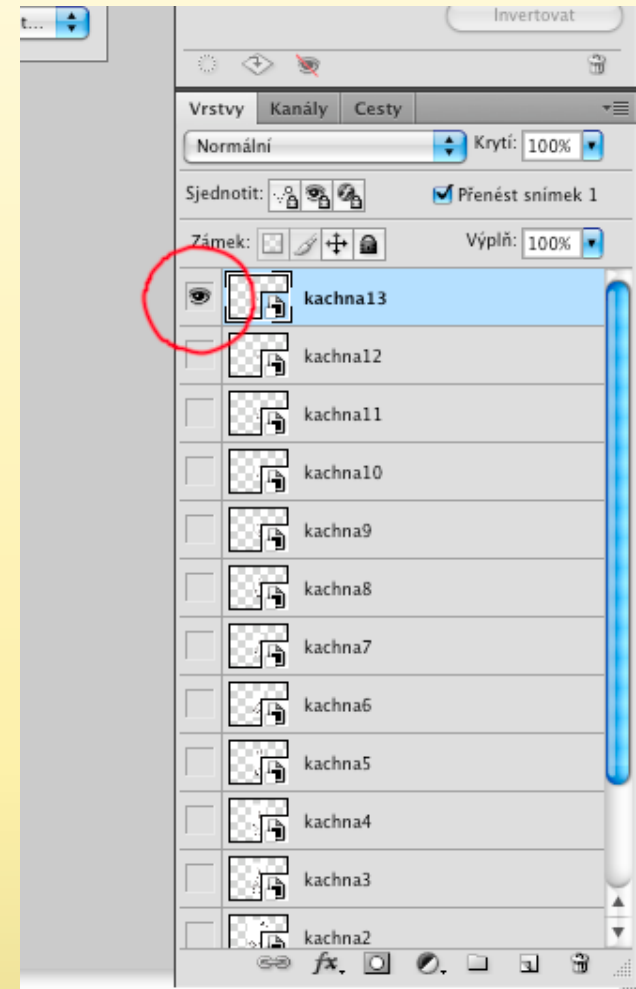 t...
Invertovat
Vrstvy Kanály Cesty
Normální Krytí: 100%
Sjednotit: Přenést snímek 1
Zámek: Výplň: 100%
kachna13
kachna12
kachna11
kachna10
kachna9
kachna8
kachna7
kachna6
kachna5
kachna4
kachna3
kachna2
fx.